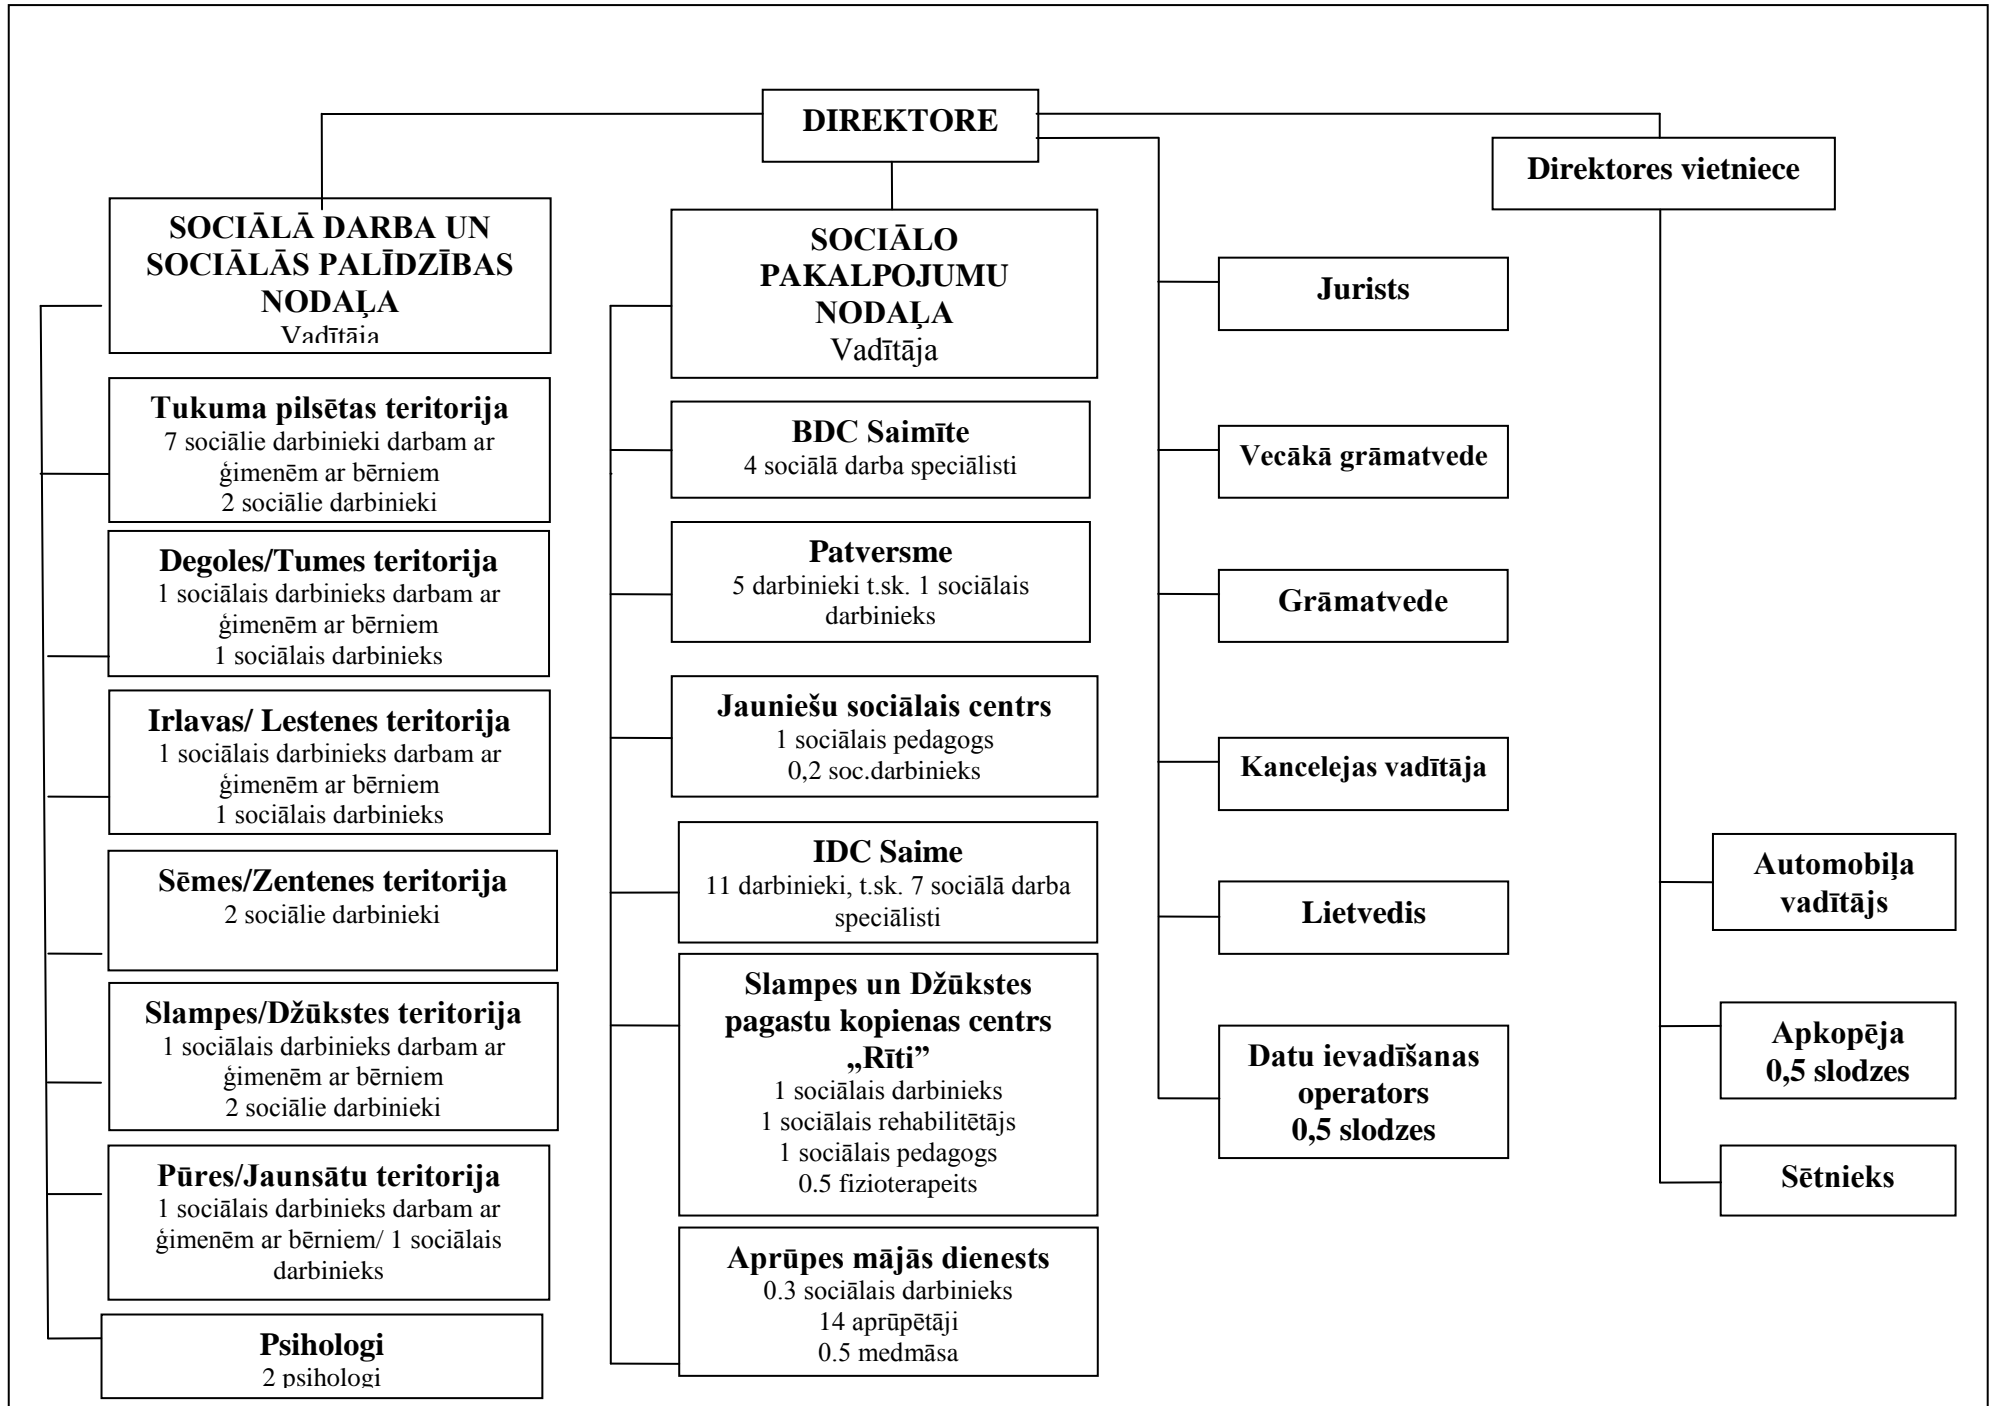 DIREKTORE
Direktores vietniece
SOCIĀLĀ DARBA UN
SOCIĀLĀS PALĪDZĪBAS
NODAĻA
Vadītāja
Tukuma pilsētas teritorija
7 sociālie darbinieki darbam ar
ģimenēm ar bērniem
2 sociālie darbinieki
Degoles/Tumes teritorija
1 sociālais darbinieks darbam ar
ģimenēm ar bērniem
1 sociālais darbinieks
Irlavas/ Lestenes teritorija
1 sociālais darbinieks darbam ar
ģimenēm ar bērniem
1 sociālais darbinieks
Sēmes/Zentenes teritorija
2 sociālie darbinieki
Slampes/Džūkstes teritorija
1 sociālais darbinieks darbam ar
ģimenēm ar bērniem
2 sociālie darbinieki
Pūres/Jaunsātu teritorija
1 sociālais darbinieks darbam ar
ģimenēm ar bērniem/ 1 sociālais
darbinieks
Psihologi
2 psihologi
SOCIĀLO
PAKALPOJUMU
NODAĻA
Vadītāja
BDC Saimīte
4 sociālā darba speciālisti
Patversme
5 darbinieki t.sk. 1 sociālais
darbinieks
Jauniešu sociālais centrs
1 sociālais pedagogs
0,2 soc.darbinieks
IDC Saime
11 darbinieki, t.sk. 7 sociālā darba
speciālisti
Slampes un Džūkstes
pagastu kopienas centrs
„Rīti”
1 sociālais darbinieks
1 sociālais rehabilitētājs
1 sociālais pedagogs
0.5 fizioterapeits
Aprūpes mājās dienests
0.3 sociālais darbinieks
14 aprūpētāji
0.5 medmāsa
Jurists
Vecākā grāmatvede
Grāmatvede
Kancelejas vadītāja
Lietvedis
Datu ievadīšanas
operators
0,5 slodzes
Automobiļa
vadītājs
Apkopēja
0,5 slodzes
Sētnieks